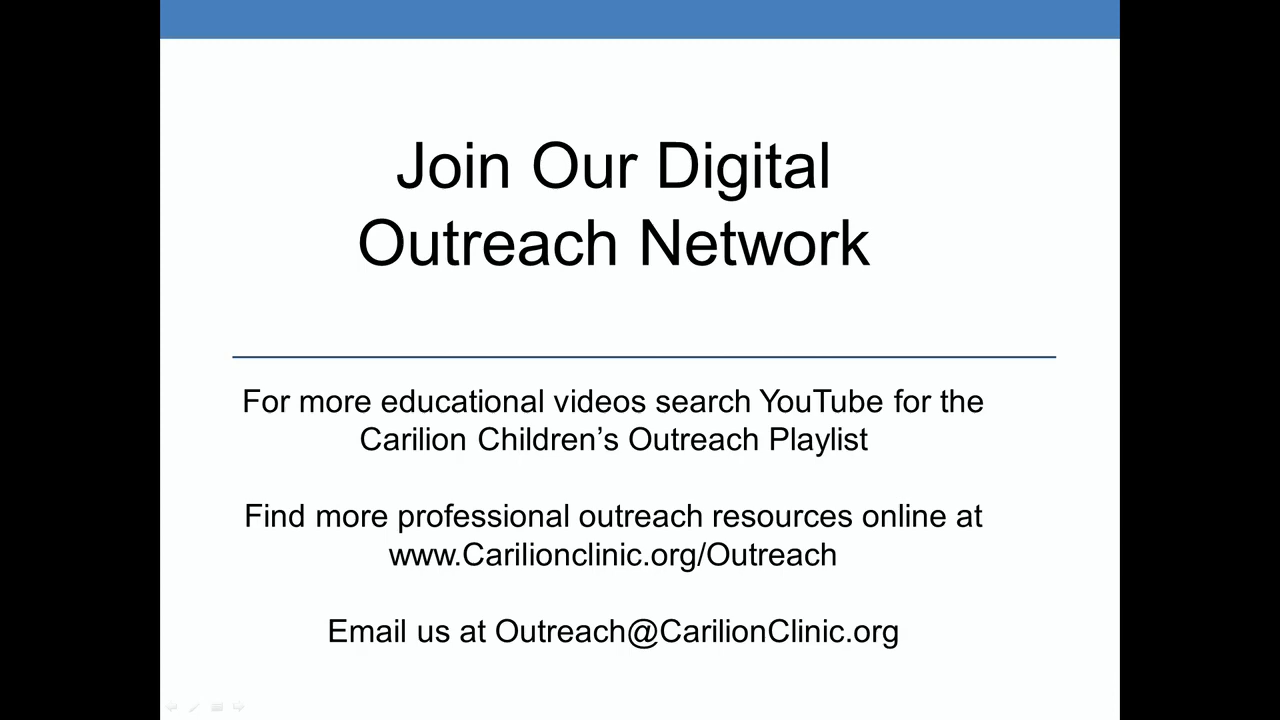 Join Our Digital
Outreach Network
For more educational videos search YouTube for the
Carilion Children’s Outreach Playlist
Find more professional outreach resources online at
www.Carilionclinic.org/Outreach
Email us at Outreach@CarilionClinic.org